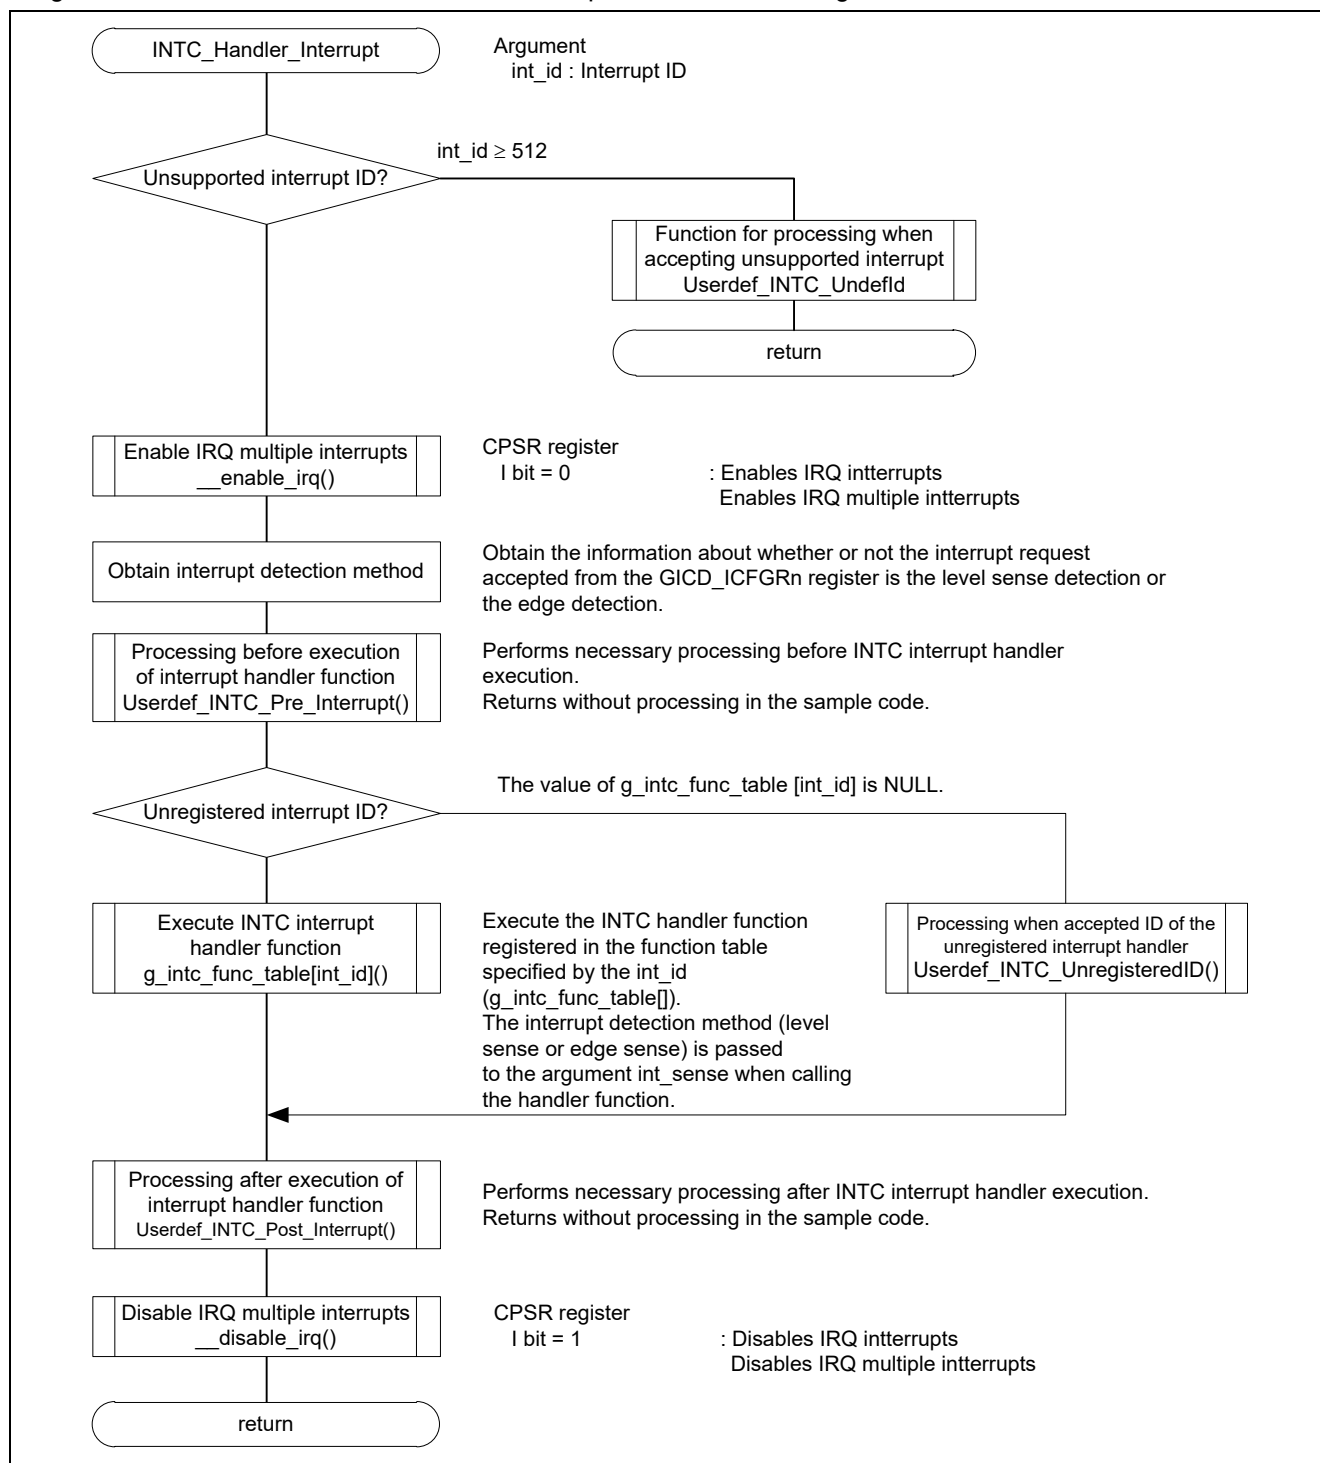 INTC_Handler_Interrupt
Argument
int_id : Interrupt ID
int_id ≥ 512
Unsupported interrupt ID?
Function for processing when
accepting unsupported interrupt
Userdef_INTC_UndefId
return
Enable IRQ multiple interrupts
__enable_irq()
CPSR register
I bit = 0 : Enables IRQ intterrupts
Enables IRQ multiple intterrupts
Obtain interrupt detection method
Obtain the information about whether or not the interrupt request
accepted from the GICD_ICFGRn register is the level sense detection or
the edge detection.
Processing before execution
of interrupt handler function
Userdef_INTC_Pre_Interrupt()
Performs necessary processing before INTC interrupt handler
execution.
Returns without processing in the sample code.
The value of g_intc_func_table [int_id] is NULL.
Unregistered interrupt ID?
Execute INTC interrupt
handler function
g_intc_func_table[int_id]()
Execute the INTC handler function
registered in the function table
specified by the int_id
(g_intc_func_table[]).
The interrupt detection method (level
sense or edge sense) is passed
to the argument int_sense when calling
the handler function.
Processing when accepted ID of the
unregistered interrupt handler
Userdef_INTC_UnregisteredID()
Processing after execution of
interrupt handler function
Userdef_INTC_Post_Interrupt()
Performs necessary processing after INTC interrupt handler execution.
Returns without processing in the sample code.
Disable IRQ multiple interrupts
__disable_irq()
CPSR register
I bit = 1 : Disables IRQ intterrupts
Disables IRQ multiple intterrupts
return